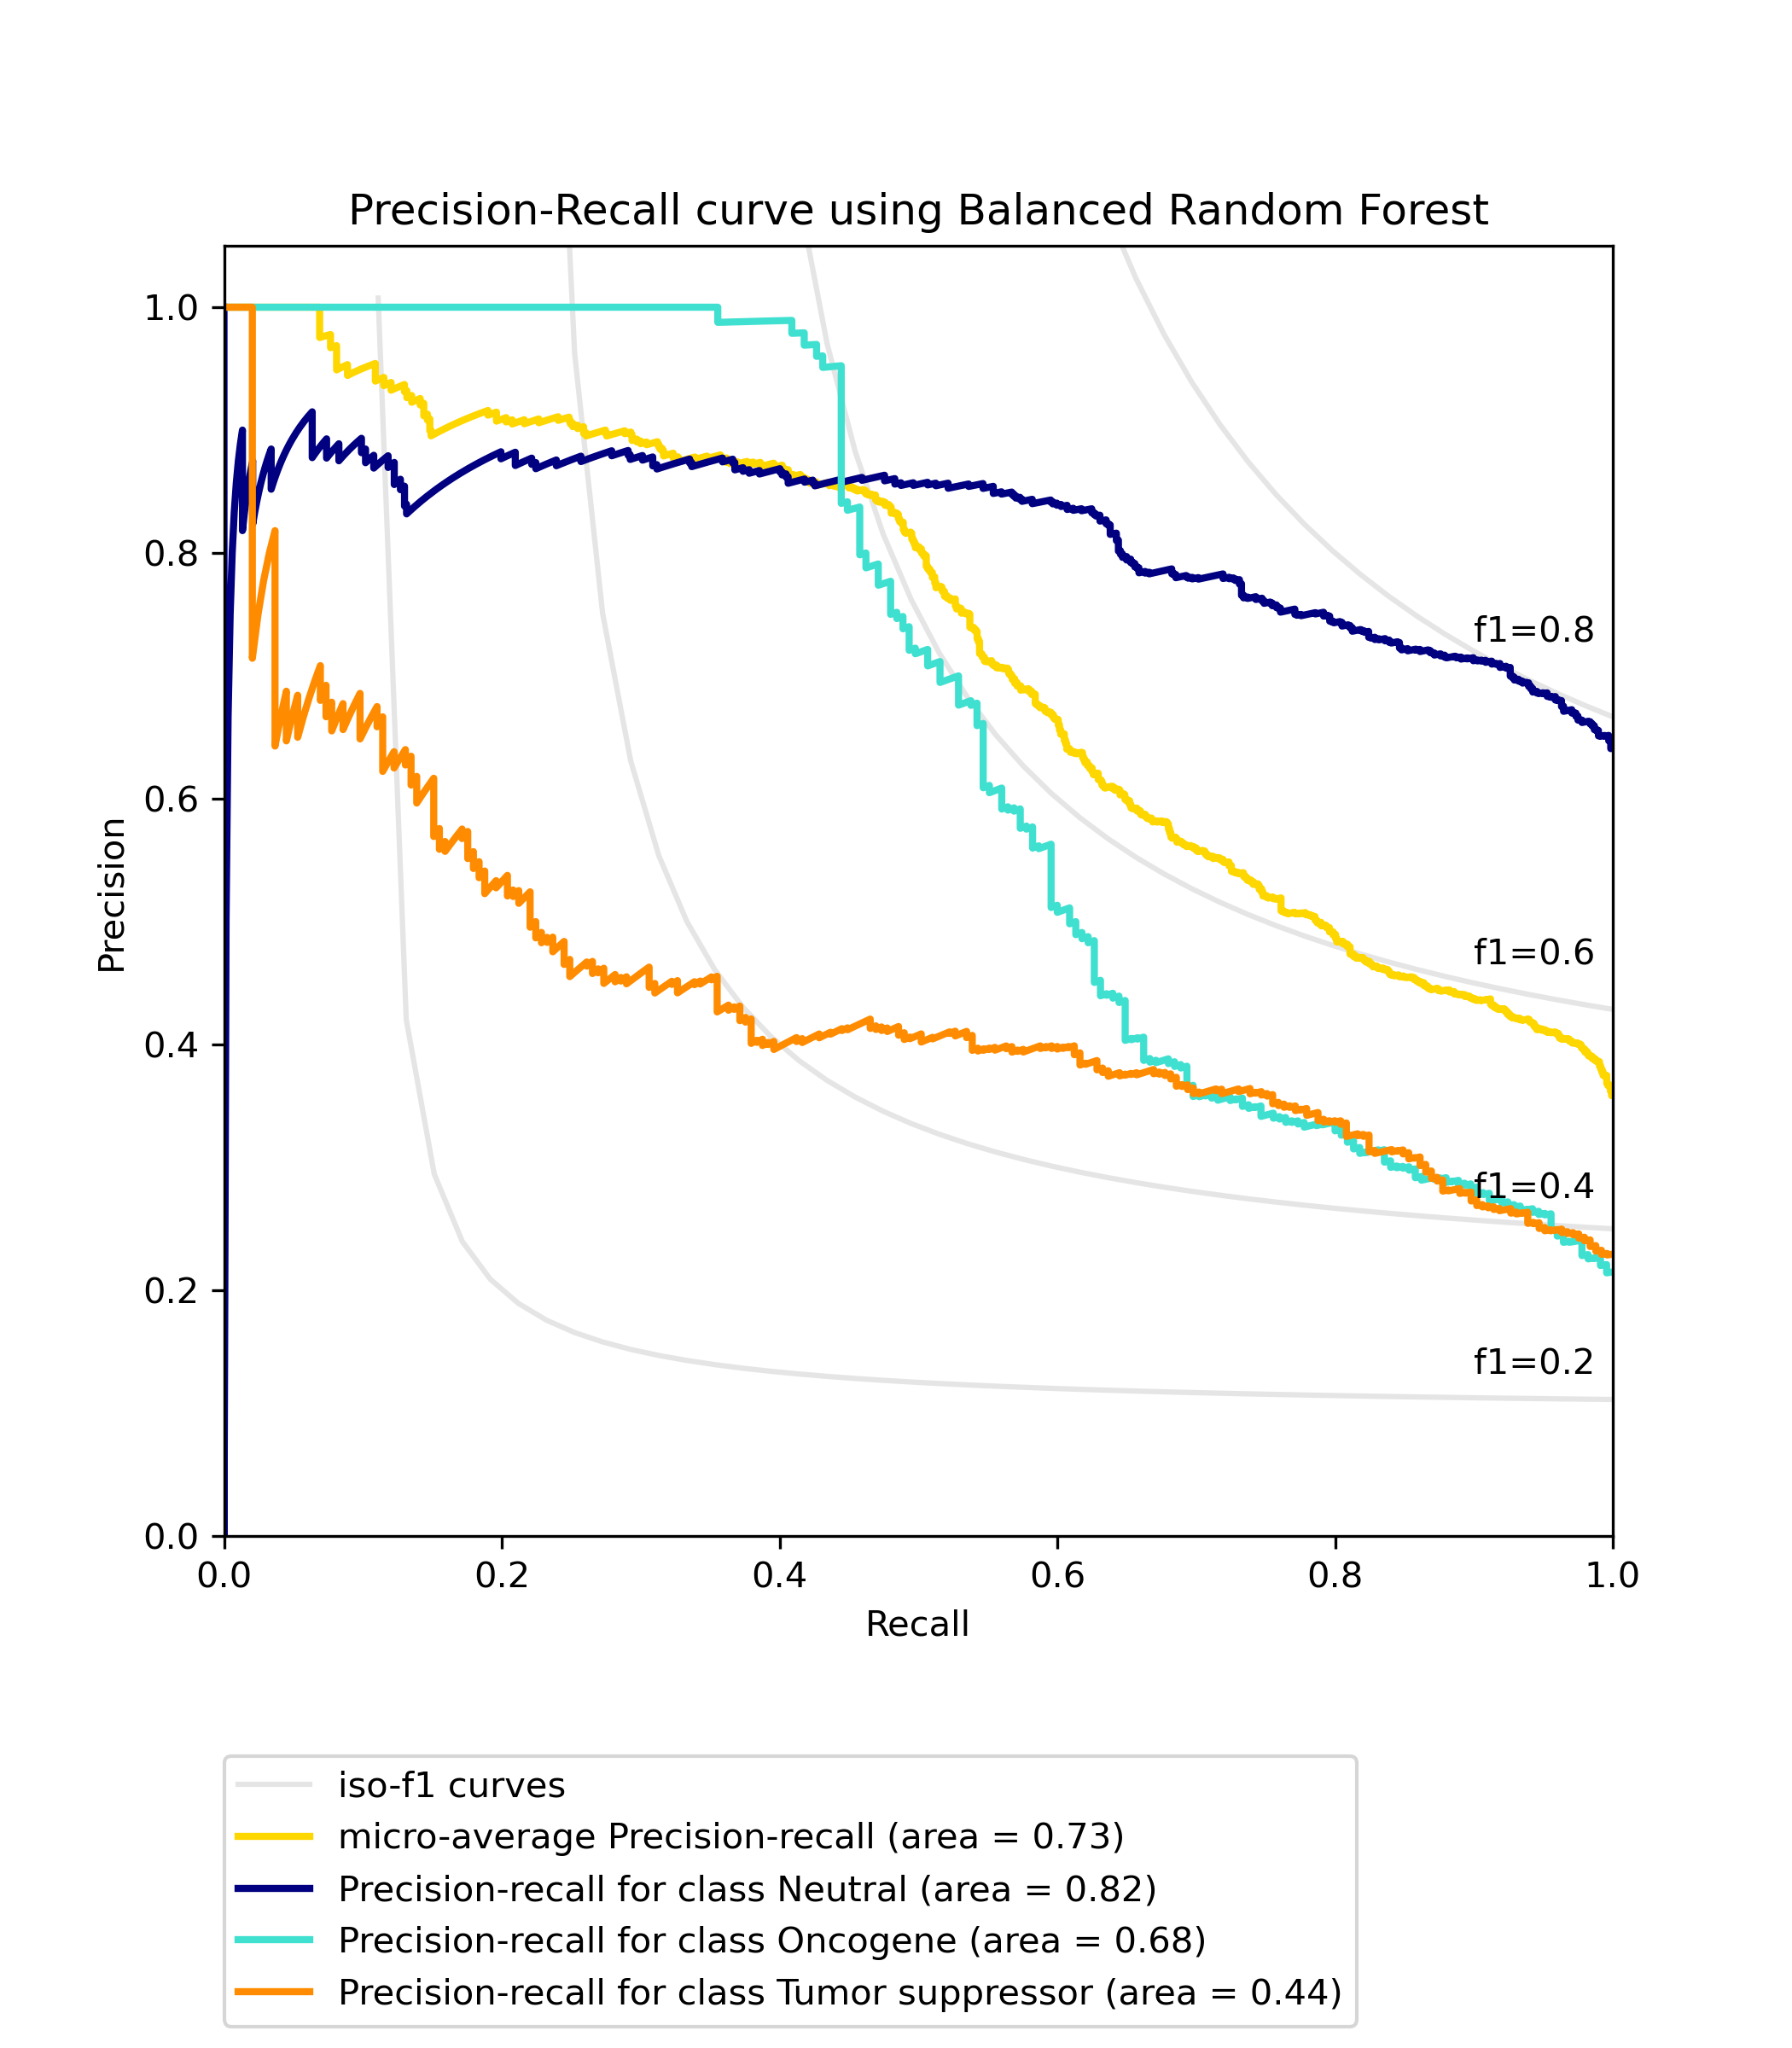 Precision-Recall curve using Balanced Random Forest
1.0
0.8
f1=0.8
0.6
Precision
f1=0.6
0.4
f1=0.4
0.2
f1=0.2
0.0
0.0 0.2 0.4 0.6 0.8 1.0
Recall
iso-f1 curves
micro-average Precision-recall (area = 0.73)
Precision-recall for class Neutral (area = 0.82)
Precision-recall for class Oncogene (area = 0.68)
Precision-recall for class Tumor suppressor (area = 0.44)